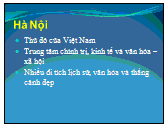 Hà Nội
Thủ đô của Việt Nam
Trung tâm chính trị, kinh tế và văn hóa –
xã hội
Nhiều di tích lịch sử, văn hóa và thắng
cảnh đẹp